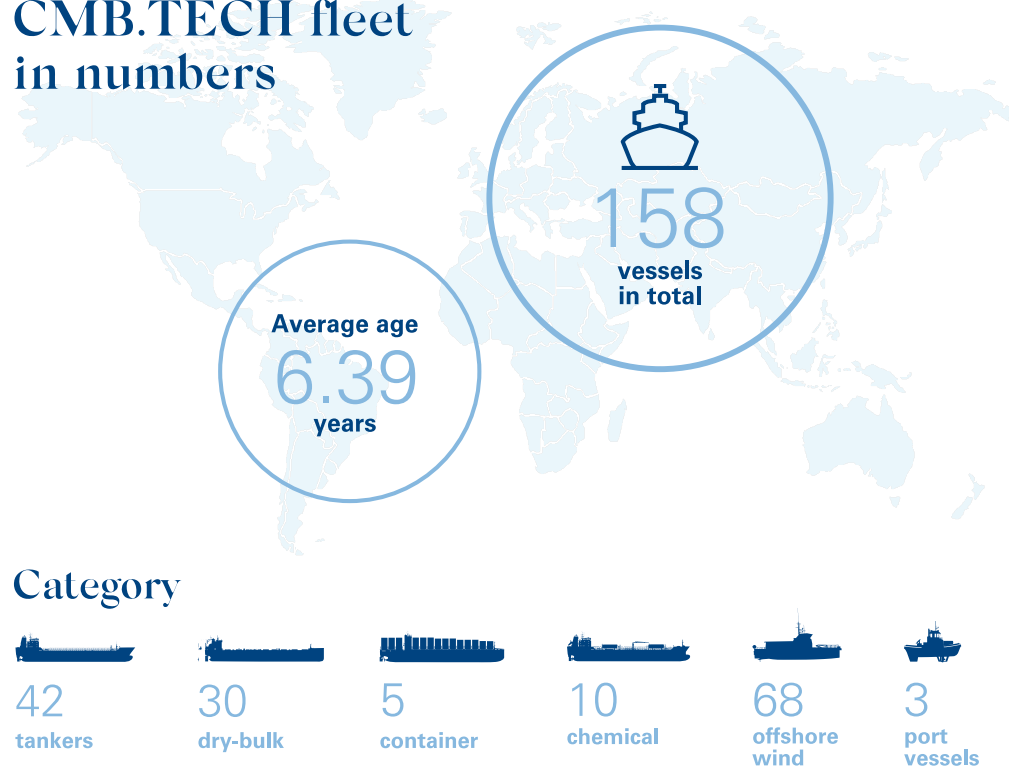 CMB.TECH fleet
in numbers
158
vessels
in total
Average age
6.39
years
Category
42
tankers
30
dry-bulk
5
container
10
chemical
68
offshore
wind
3
port
vessels